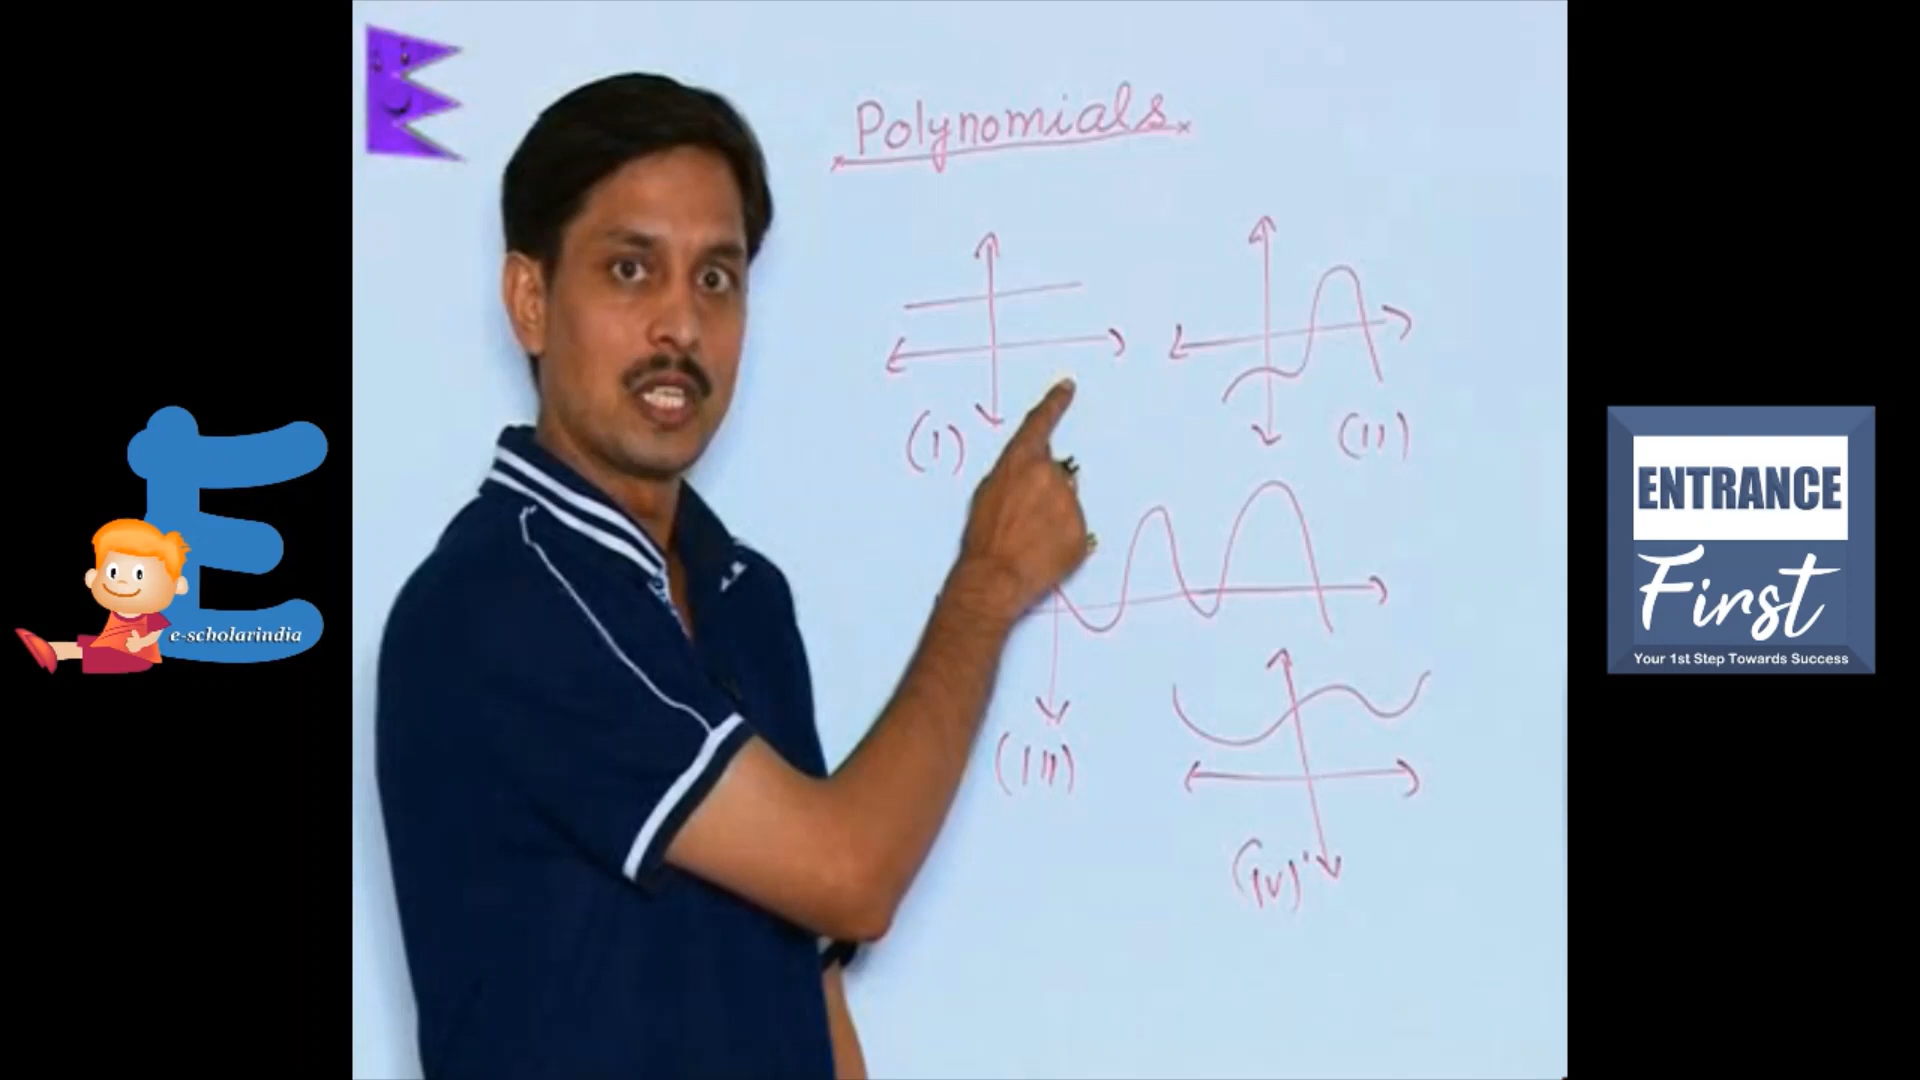 Polynomials
(I)
(II)
(III)
(iv)
e-scholarindia
ENTRANCE
First
Your 1st Step Towards Success